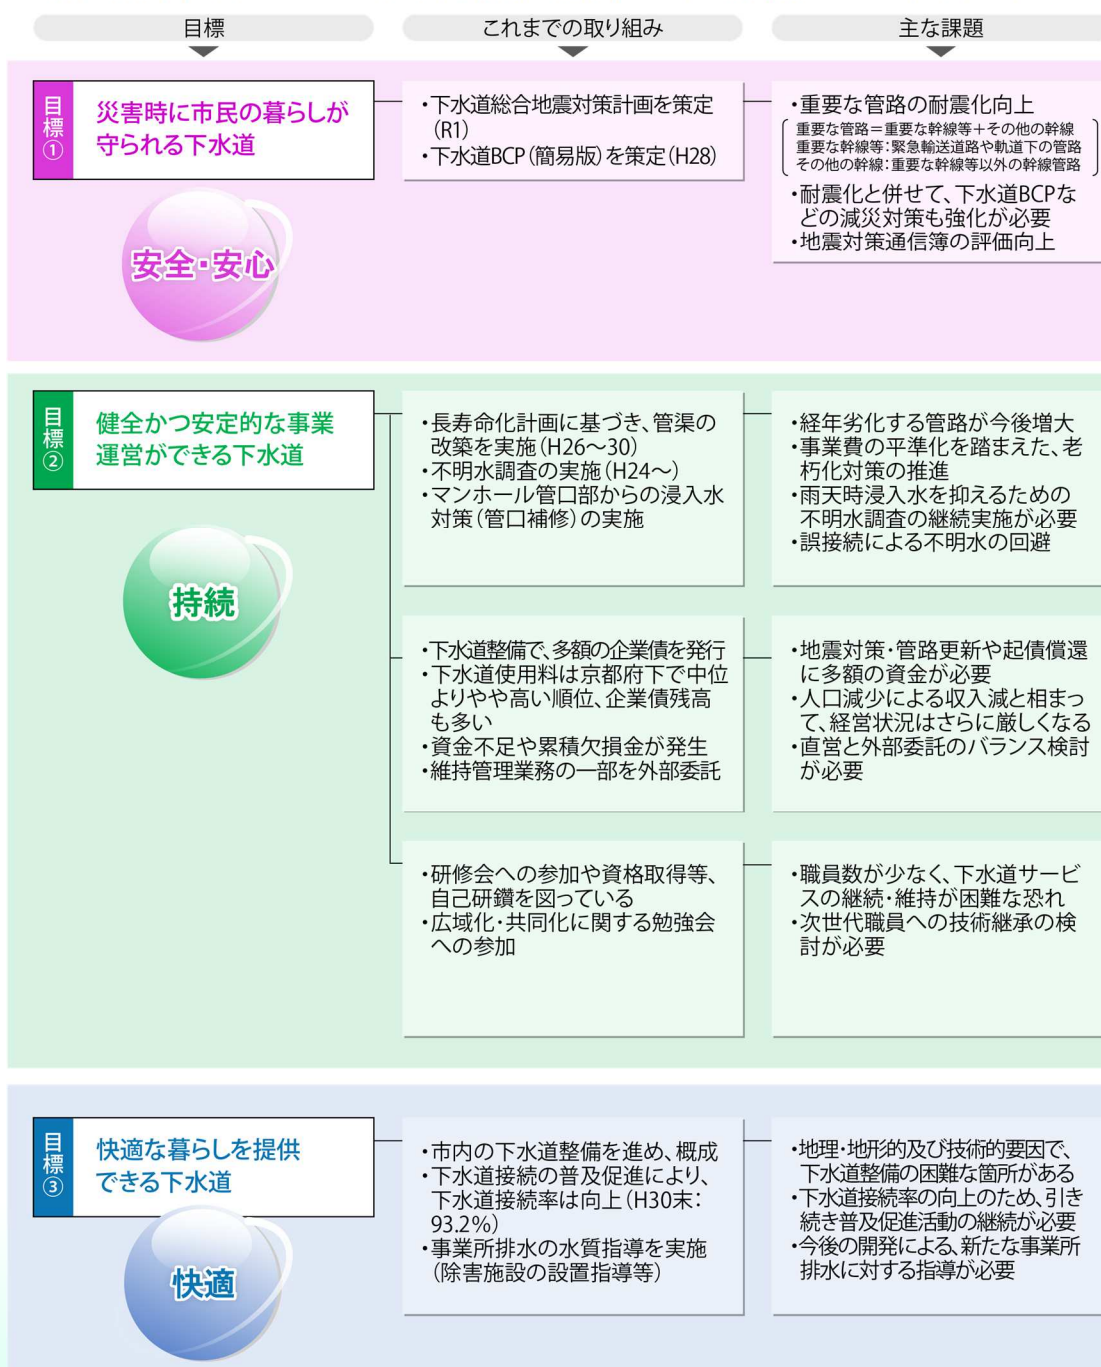 目標
これまでの取り組み
主な課題
目標①
災害時に市民の暮らしが
守られる下水道
安全・安心
・下水道総合地震対策計画を策定
(R1)
・下水道BCP(簡易版)を策定(H28)
・重要な管路の耐震化向上
重要な管路=重要な幹線等+その他の幹線
重要な幹線等:緊急輸送道路や軌道下の管路
その他の幹線:重要な幹線等以外の幹線管路
・耐震化と併せて、下水道BCPな
どの減災対策も強化が必要
・地震対策通信簿の評価向上
目標②
健全かつ安定的な事業
運営ができる下水道
持続
・長寿命化計画に基づき、管渠の
改築を実施(H26〜30)
・不明水調査の実施(H24〜)
・マンホール管口部からの浸入水
対策(管口補修)の実施
・経年劣化する管路が今後増大
・事業費の平準化を踏まえた、老
朽化対策の推進
・雨天時浸入水を抑えるための
不明水調査の継続実施が必要
・誤接続による不明水の回避
・下水道整備で、多額の企業債を発行
・下水道使用料は京都府下で中位
よりやや高い順位、企業債残高
も多い
・資金不足や累積欠損金が発生
・維持管理業務の一部を外部委託
・地震対策・管路更新や起債償還
に多額の資金が必要
・人口減少による収入減と相まっ
て、経営状況はさらに厳しくなる
・直営と外部委託のバランス検討
が必要
・研修会への参加や資格取得等、
自己研鑽を図っている
・広域化・共同化に関する勉強会
への参加
・職員数が少なく、下水道サービ
スの継続・維持が困難な恐れ
・次世代職員への技術継承の検
討が必要
目標③
快適な暮らしを提供
できる下水道
快適
・市内の下水道整備を進め、概成
・下水道接続の普及促進により、
下水道接続率は向上(H30末:
93.2%)
・事業所排水の水質指導を実施
(除害施設の設置指導等)
・地理・地形的及び技術的要因で、
下水道整備の困難な箇所がある
・下水道接続率の向上のため、引き
続き普及促進活動の継続が必要
・今後の開発による、新たな事業所
排水に対する指導が必要